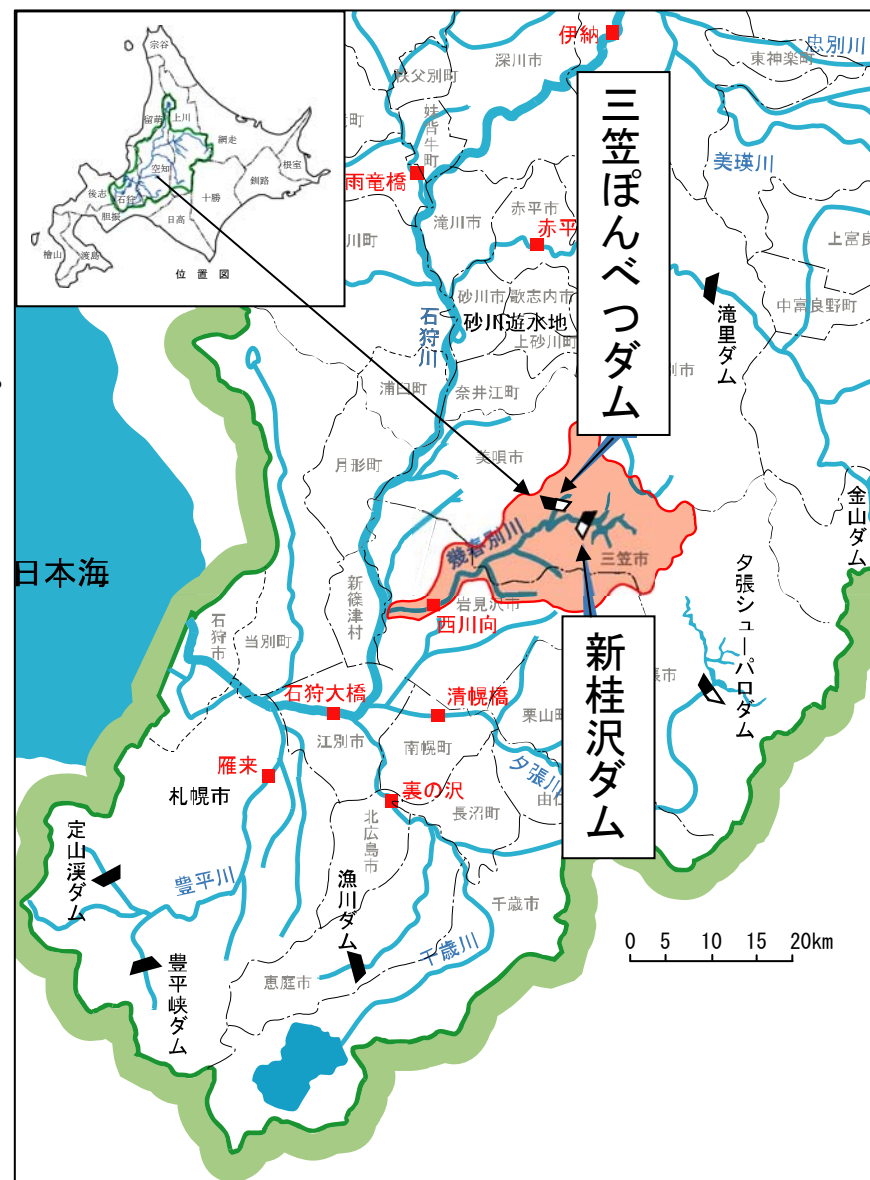 宗谷
留萌
上川
網走
空知
根室
釧路
十勝
後志
石狩
胆振
日高
檜山
渡島
位置図
伊納
忠別川
東神楽町
深川市
秩父別町
妹背牛町
美瑛川
雨竜橋
滝川市
赤平市
赤平
三笠ぽんべつダム
砂川市
歌志内市
砂川遊水地
上砂川町
石狩川
滝里ダム
中富良野町
浦臼町
奈井江町
月形町
美唄市
金山ダム
幾春別川
三笠市
夕張シューパロダム
日本海
新篠津村
岩見沢市
西川向
石狩市
当別町
新桂沢ダム
石狩大橋
清幌橋
栗山町
江別市
南幌町
夕張川
雁来
札幌市
裏の沢
長沼町
北広島市
定山渓ダム
豊平川
漁川ダム
千歳川
千歳市
豊平峡ダム
恵庭市
0 5 10 15 20km